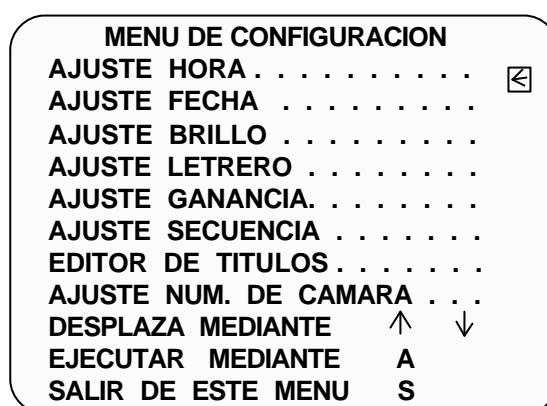 MENU DE CONFIGURACION
AJUSTE HORA . . . . . . . . . .
AJUSTE FECHA . . . . . . . . .
AJUSTE BRILLO . . . . . . . . .
AJUSTE LETRERO . . . . . . . .
AJUSTE GANANCIA. . . . . . . .
AJUSTE SECUENCIA . . . . . . .
EDITOR DE TITULOS . . . . . . .
AJUSTE NUM. DE CAMARA . . .
DESPLAZA MEDIANTE ↑ ↓
EJECUTAR MEDIANTE A
SALIR DE ESTE MENU S